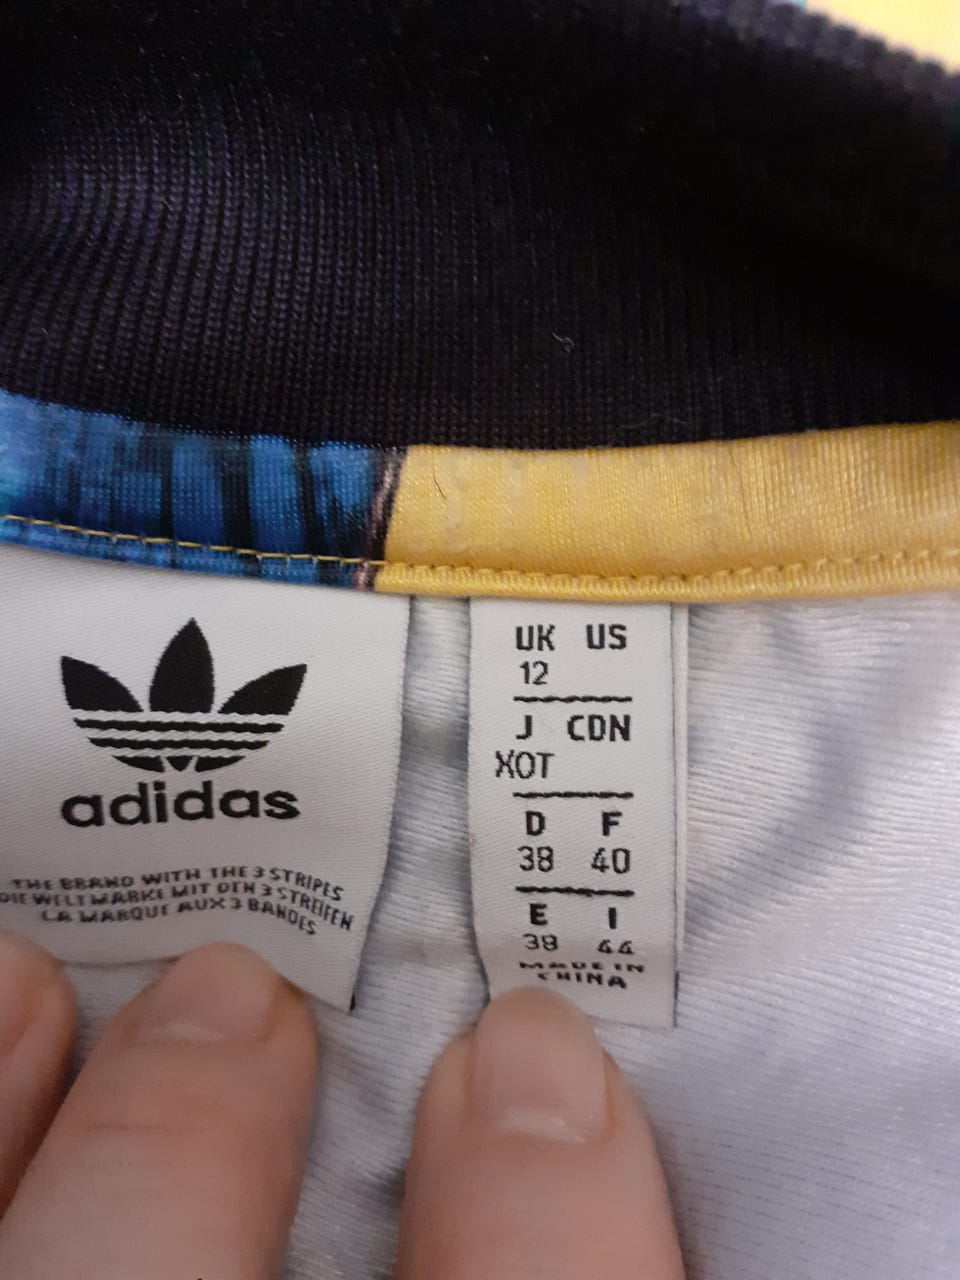 adidas
THE BRAND WITH THE 3 STRIPES
DIE WELTMARKE MIT DEN 3 STREIFEN
LA MARQUE AUX 3 BANDES
UK US
12
J CDN
XOT
D F
38 40
E I
38 44
MADE IN
CHINA